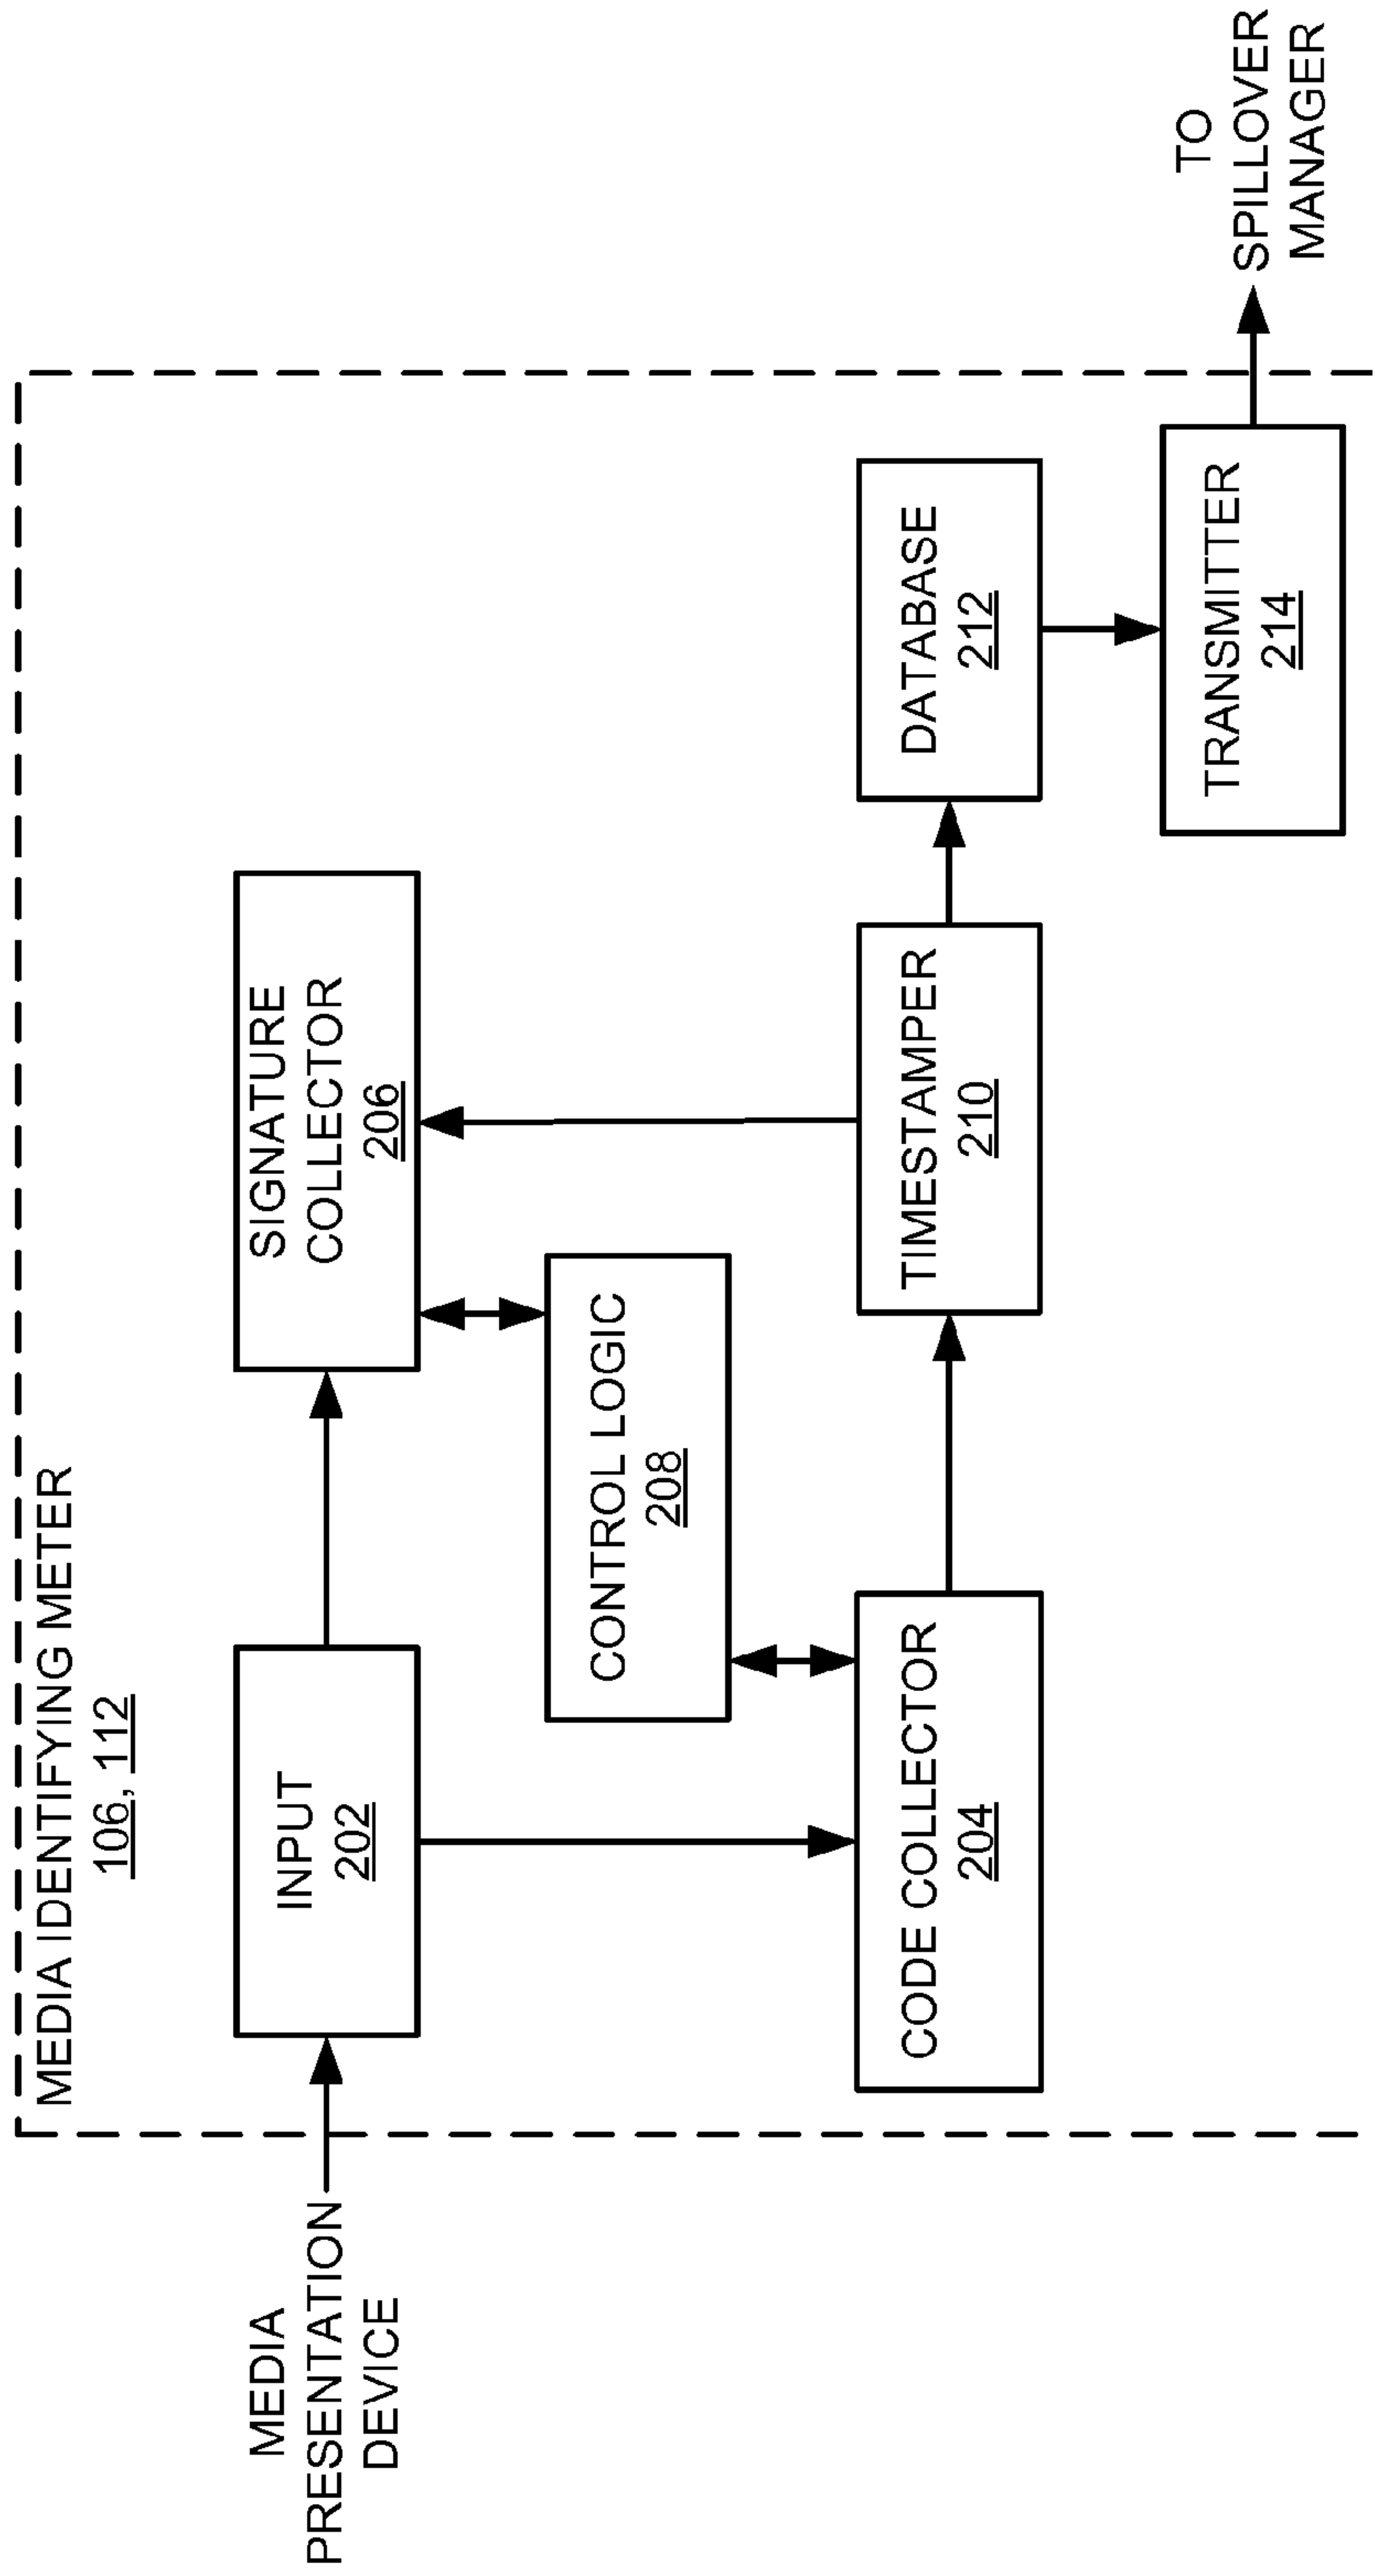 MEDIA IDENTIFYING METER
106, 112
MEDIA
PRESENTATION
DEVICE
INPUT
202
SIGNATURE
COLLECTOR
206
CONTROL LOGIC
208
CODE COLLECTOR
204
TIMESTAMPER
210
DATABASE
212
TRANSMITTER
214
TO
SPILLOVER
MANAGER